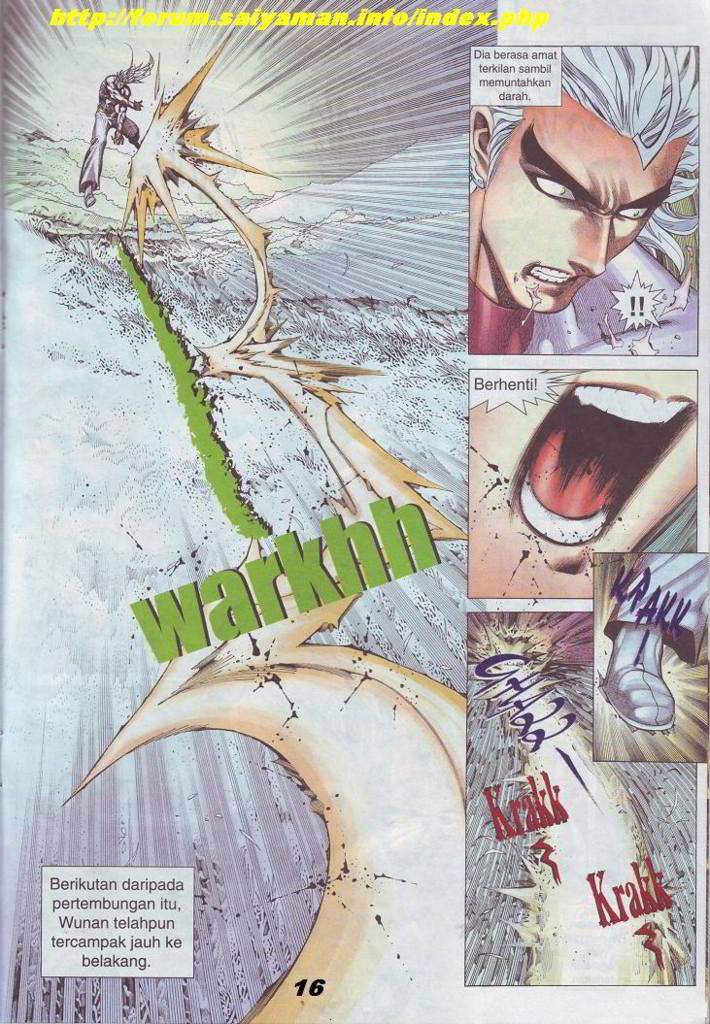 http://forum.saiyaman.info/index.php
Dia berasa amat
terkilan sambil
memuntahkan
darah.
!!
Berhenti!
warkhh
KRAKK
!
Krakk
Krakk
Berikutan daripada
pertembungan itu,
Wunan telahpun
tercampak jauh ke
belakang.
16